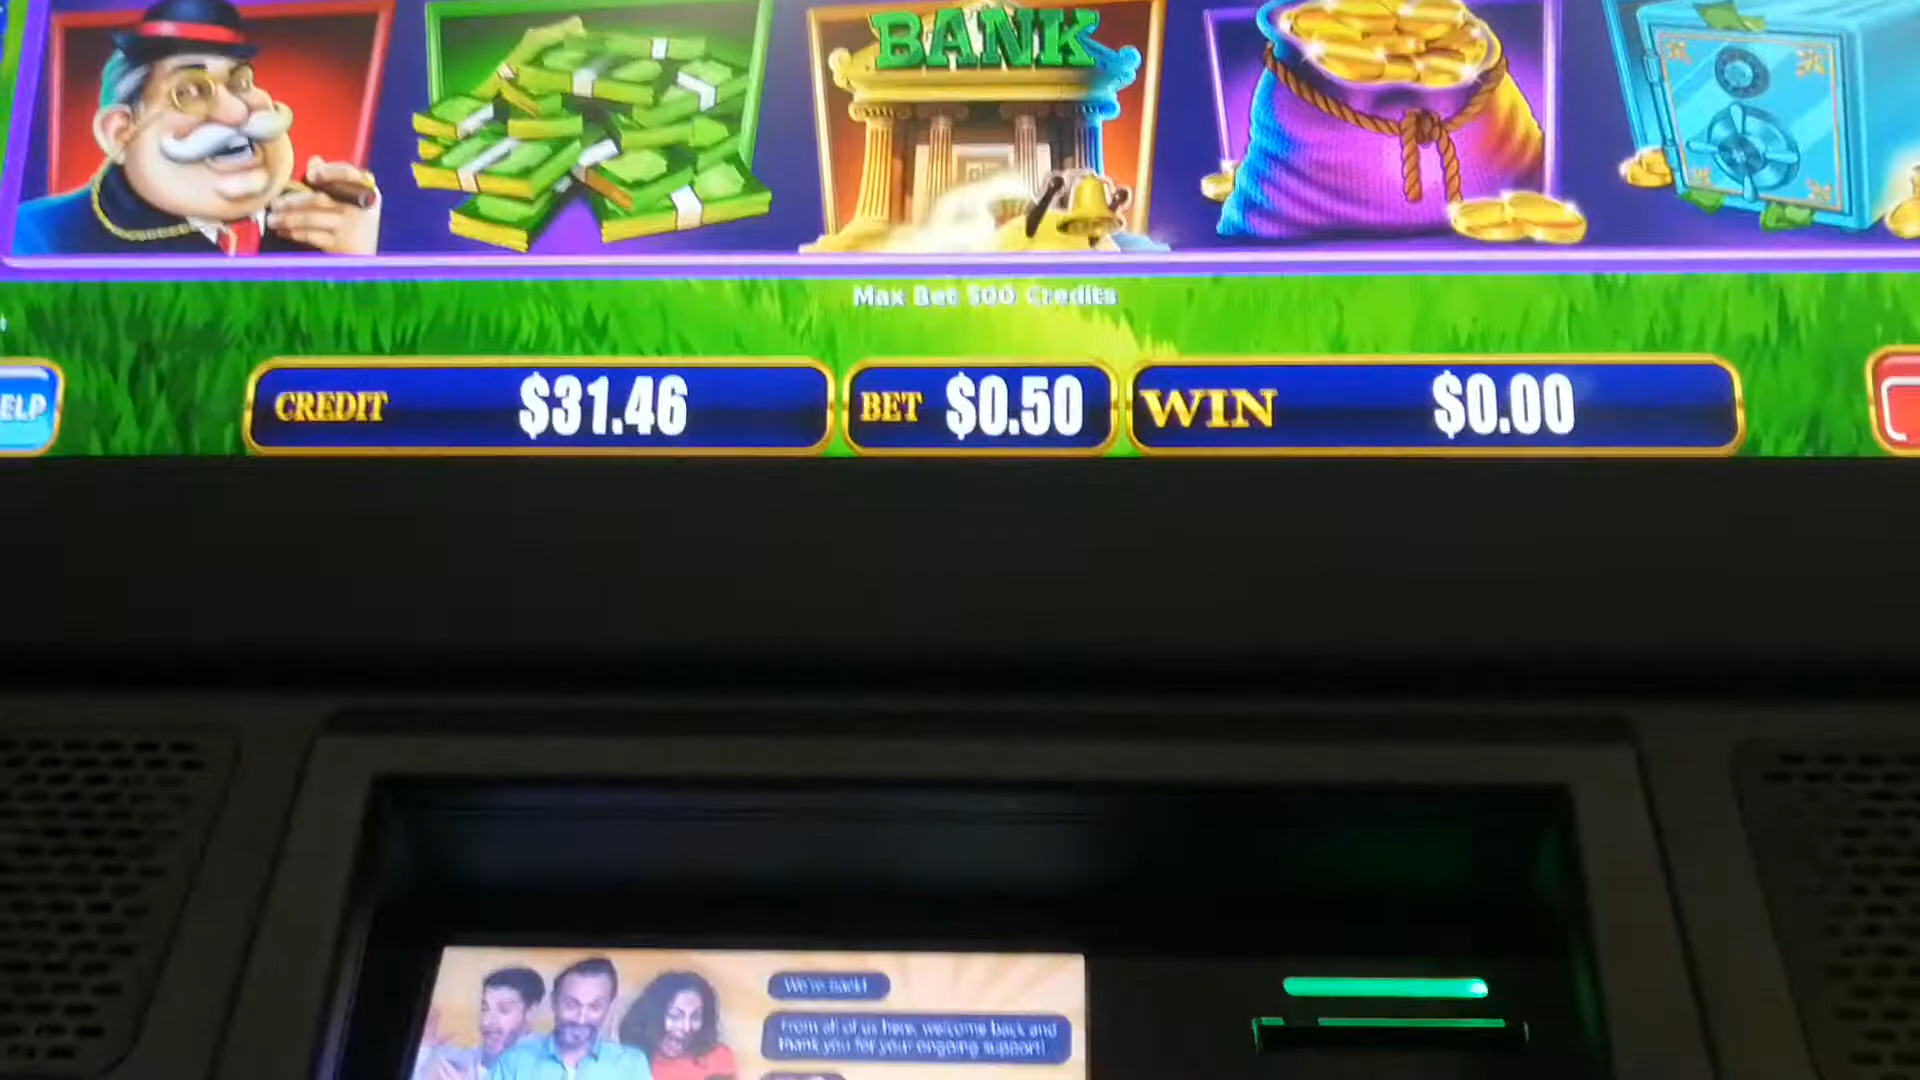 BANK
Max Bet 500 Credits
ELP
CREDIT $31.46
BET $0.50
WIN $0.00
We're back!
From all of us here, welcome back and
thank you for your ongoing support!